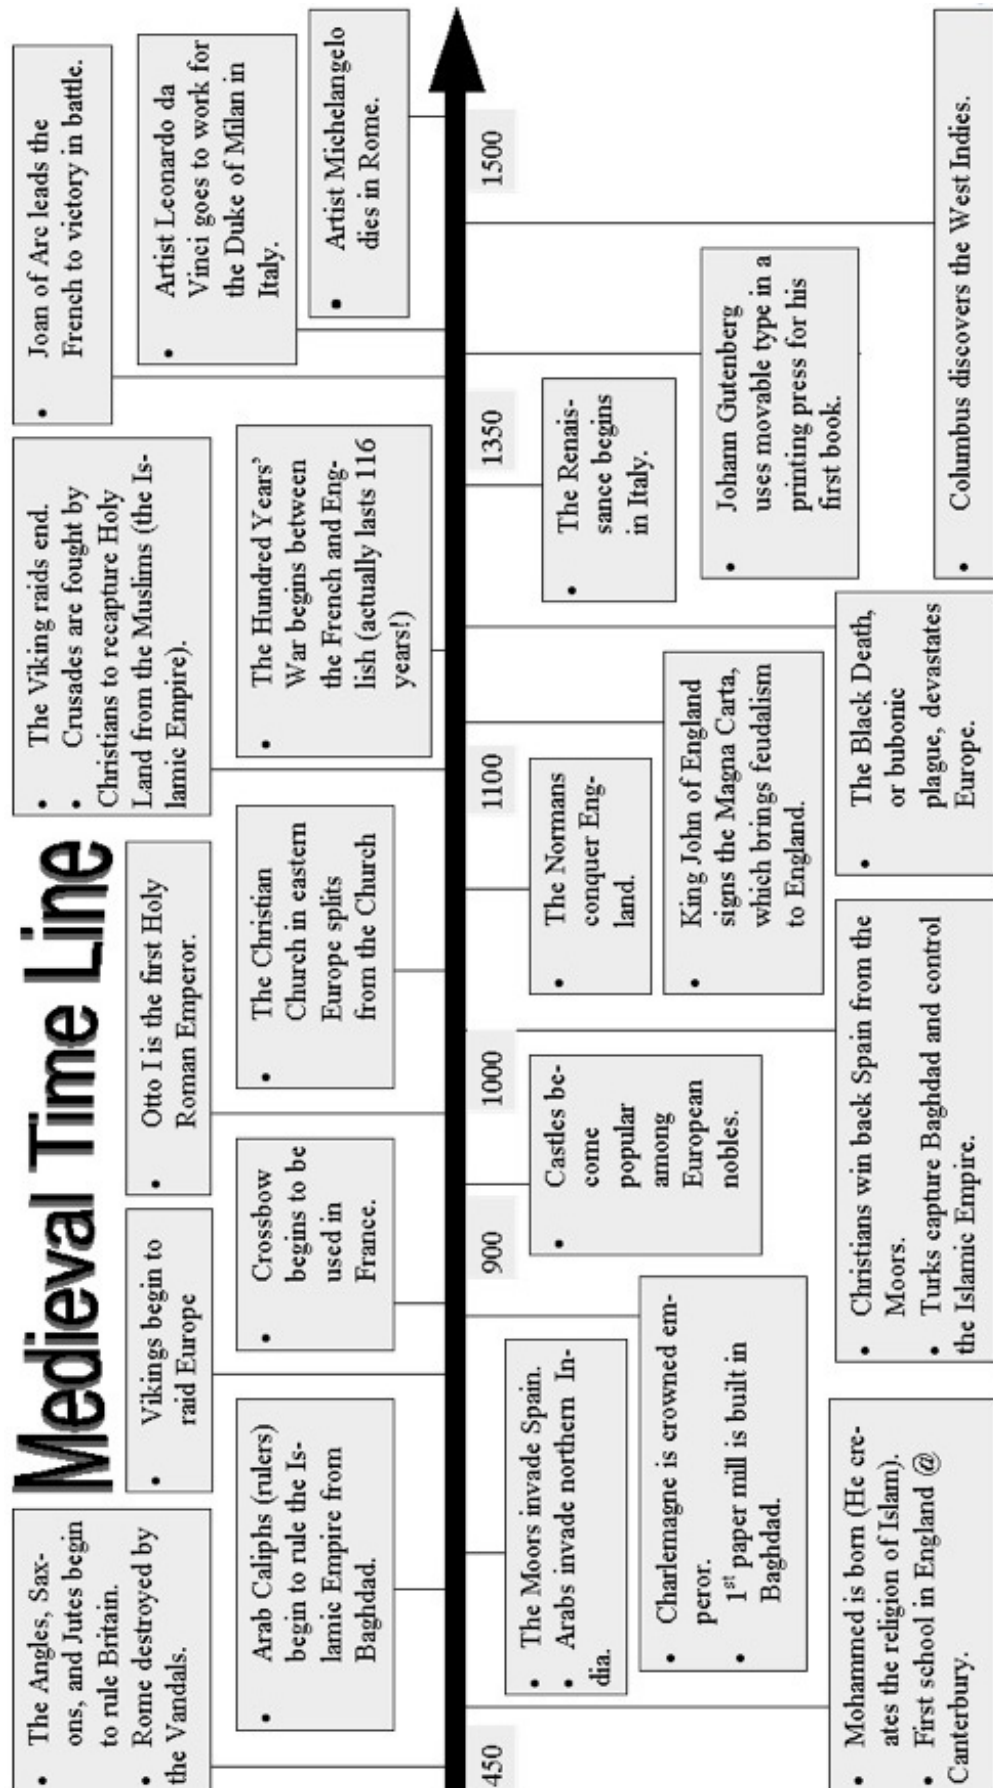 Medieval Time Line
• The Angles, Sax-
ons, and Jutes begin
to rule Britain.
• Rome destroyed by
the Vandals.
• Vikings begin to
raid Europe
• Otto I is the first Holy
Roman Emperor.
• The Viking raids end.
• Crusades are fought by
Christians to recapture Holy
Land from the Muslims (the Is-
lamic Empire).
• Joan of Arc leads the
French to victory in battle.
• Arab Caliphs (rulers)
begin to rule the Is-
lamic Empire from
Baghdad.
• Crossbow
begins to be
used in
France.
• The Christian
Church in eastern
Europe splits
from the Church
• The Hundred Years'
War begins between
the French and Eng-
lish (actually lasts 116
years!)
• Artist Leonardo da
Vinci goes to work for
the Duke of Milan in
Italy.
• Artist Michelangelo
dies in Rome.
450
900
1000
1100
1350
1500
• The Moors invade Spain.
• Arabs invade northern In-
dia.
• Castles be-
come
popular
among
European
nobles.
• The Normans
conquer Eng-
land.
• The Renais-
sance begins
in Italy.
• Charlemagne is crowned em-
peror.
• 1st paper mill is built in
Baghdad.
• King John of England
signs the Magna Carta,
which brings feudalism
to England.
• Johann Gutenberg
uses movable type in a
printing press for his
first book.
• Mohammed is born (He cre-
ates the religion of Islam).
• First school in England @
Canterbury.
• Christians win back Spain from the
Moors.
• Turks capture Baghdad and control
the Islamic Empire.
• The Black Death,
or bubonic
plague, devastates
Europe.
• Columbus discovers the West Indies.